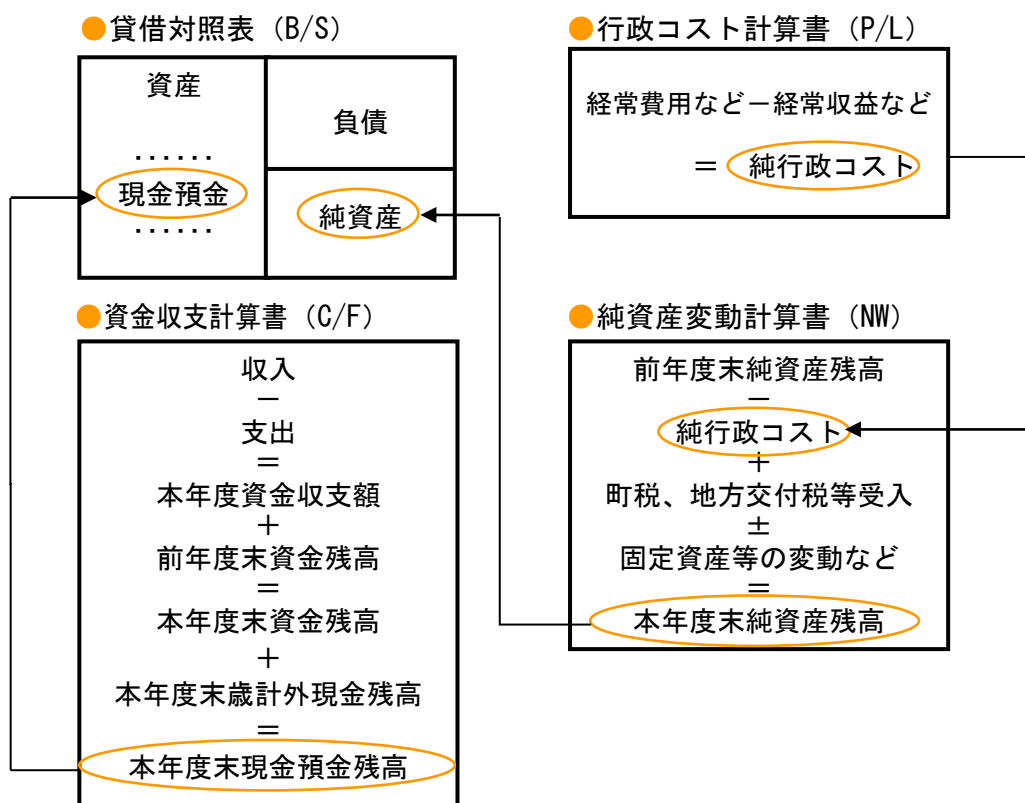 ●貸借対照表（B/S）
資産
‥‥‥
現金預金
‥‥‥
負債
純資産
●行政コスト計算書（P/L）
経常費用など－経常収益など
＝ 純行政コスト
●資金収支計算書（C/F）
収入
－
支出
＝
本年度資金収支額
＋
前年度末資金残高
＝
本年度末資金残高
＋
本年度末歳計外現金残高
＝
本年度末現金預金残高
●純資産変動計算書（NW）
前年度末純資産残高
－
純行政コスト
＋
町税、地方交付税等受入
±
固定資産等の変動など
＝
本年度末純資産残高